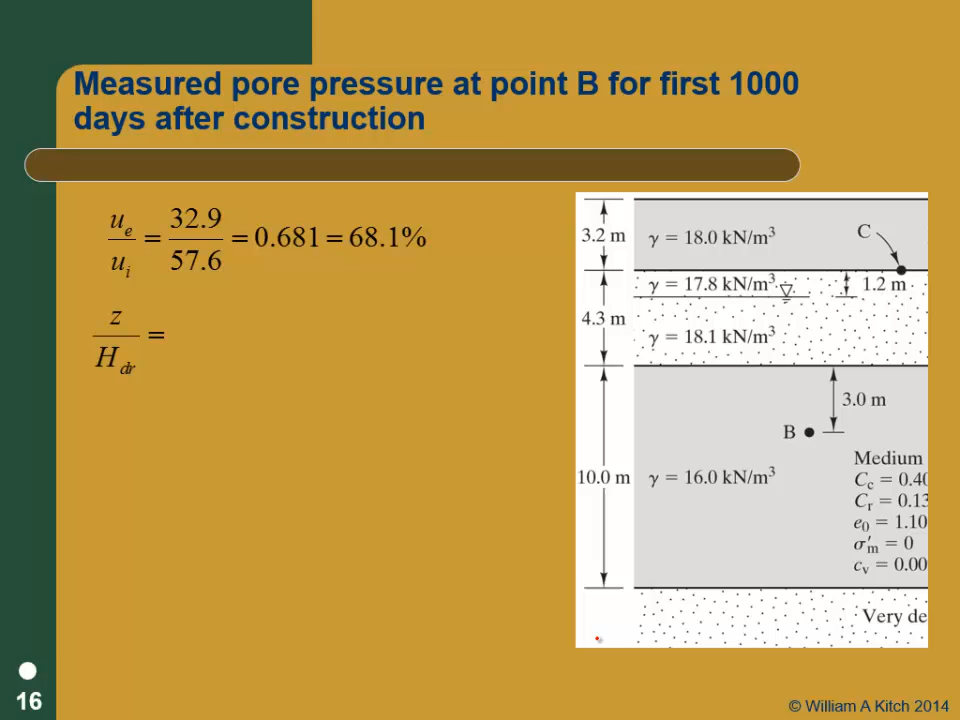 Measured pore pressure at point B for first 1000
days after construction
u_e / u_i = 32.9 / 57.6 = 0.681 = 68.1%
z / H_dr =
3.2 m
γ = 18.0 kN/m³
C
γ = 17.8 kN/m³
1.2 m
4.3 m
γ = 18.1 kN/m³
3.0 m
B
10.0 m
γ = 16.0 kN/m³
Medium
C_c = 0.40
C_r = 0.13
e_0 = 1.10
σ′_m = 0
c_v = 0.00
Very de
16
© William A Kitch 2014